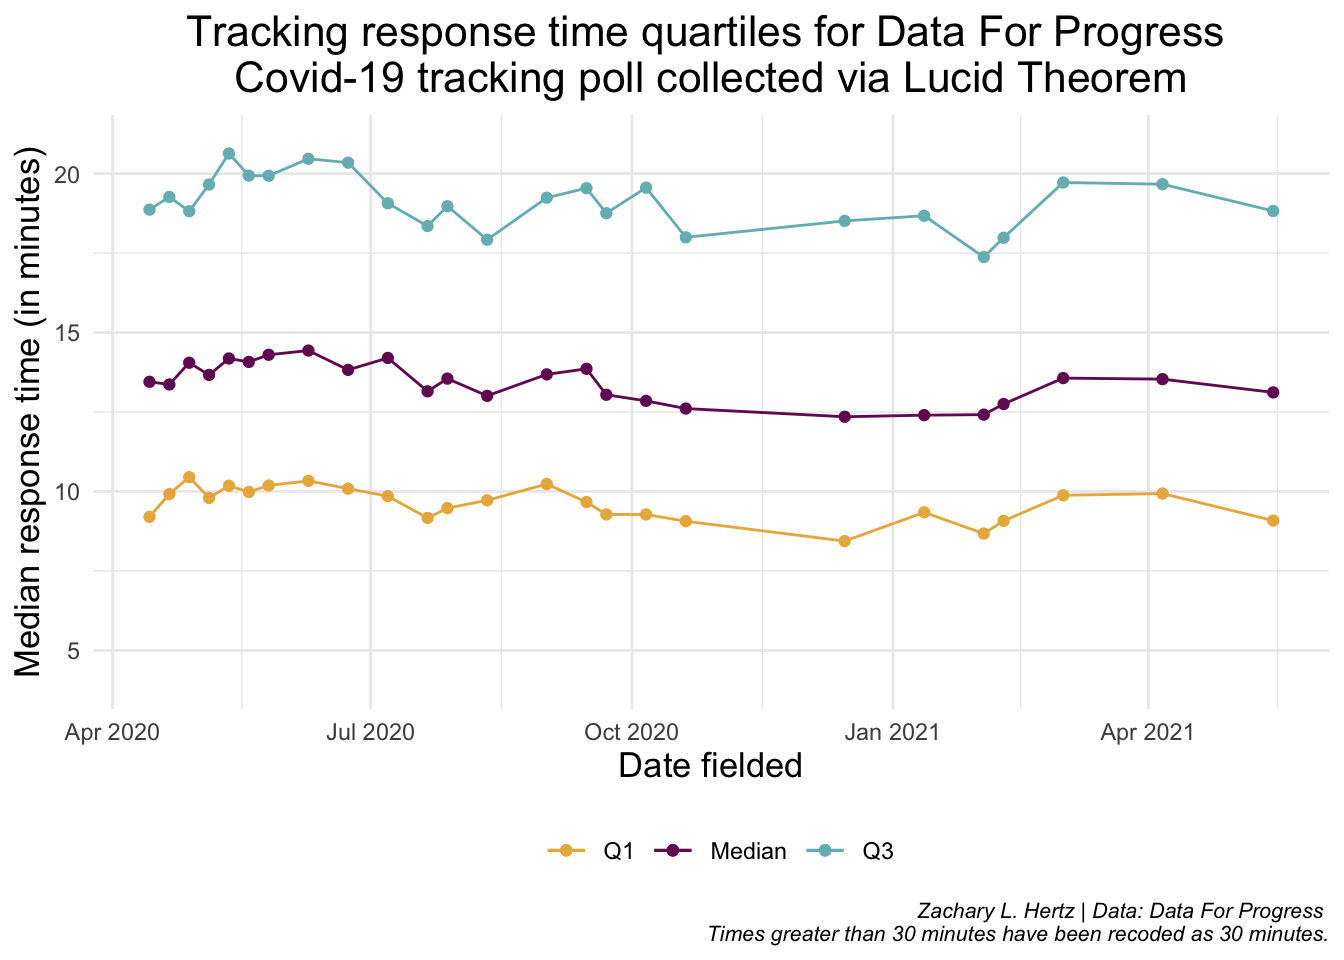 Tracking response time quartiles for Data For Progress
Covid-19 tracking poll collected via Lucid Theorem
Median response time (in minutes)
20
15
10
5
Apr 2020
Jul 2020
Oct 2020
Jan 2021
Apr 2021
Date fielded
Q1
Median
Q3
Zachary L. Hertz | Data: Data For Progress
Times greater than 30 minutes have been recoded as 30 minutes.